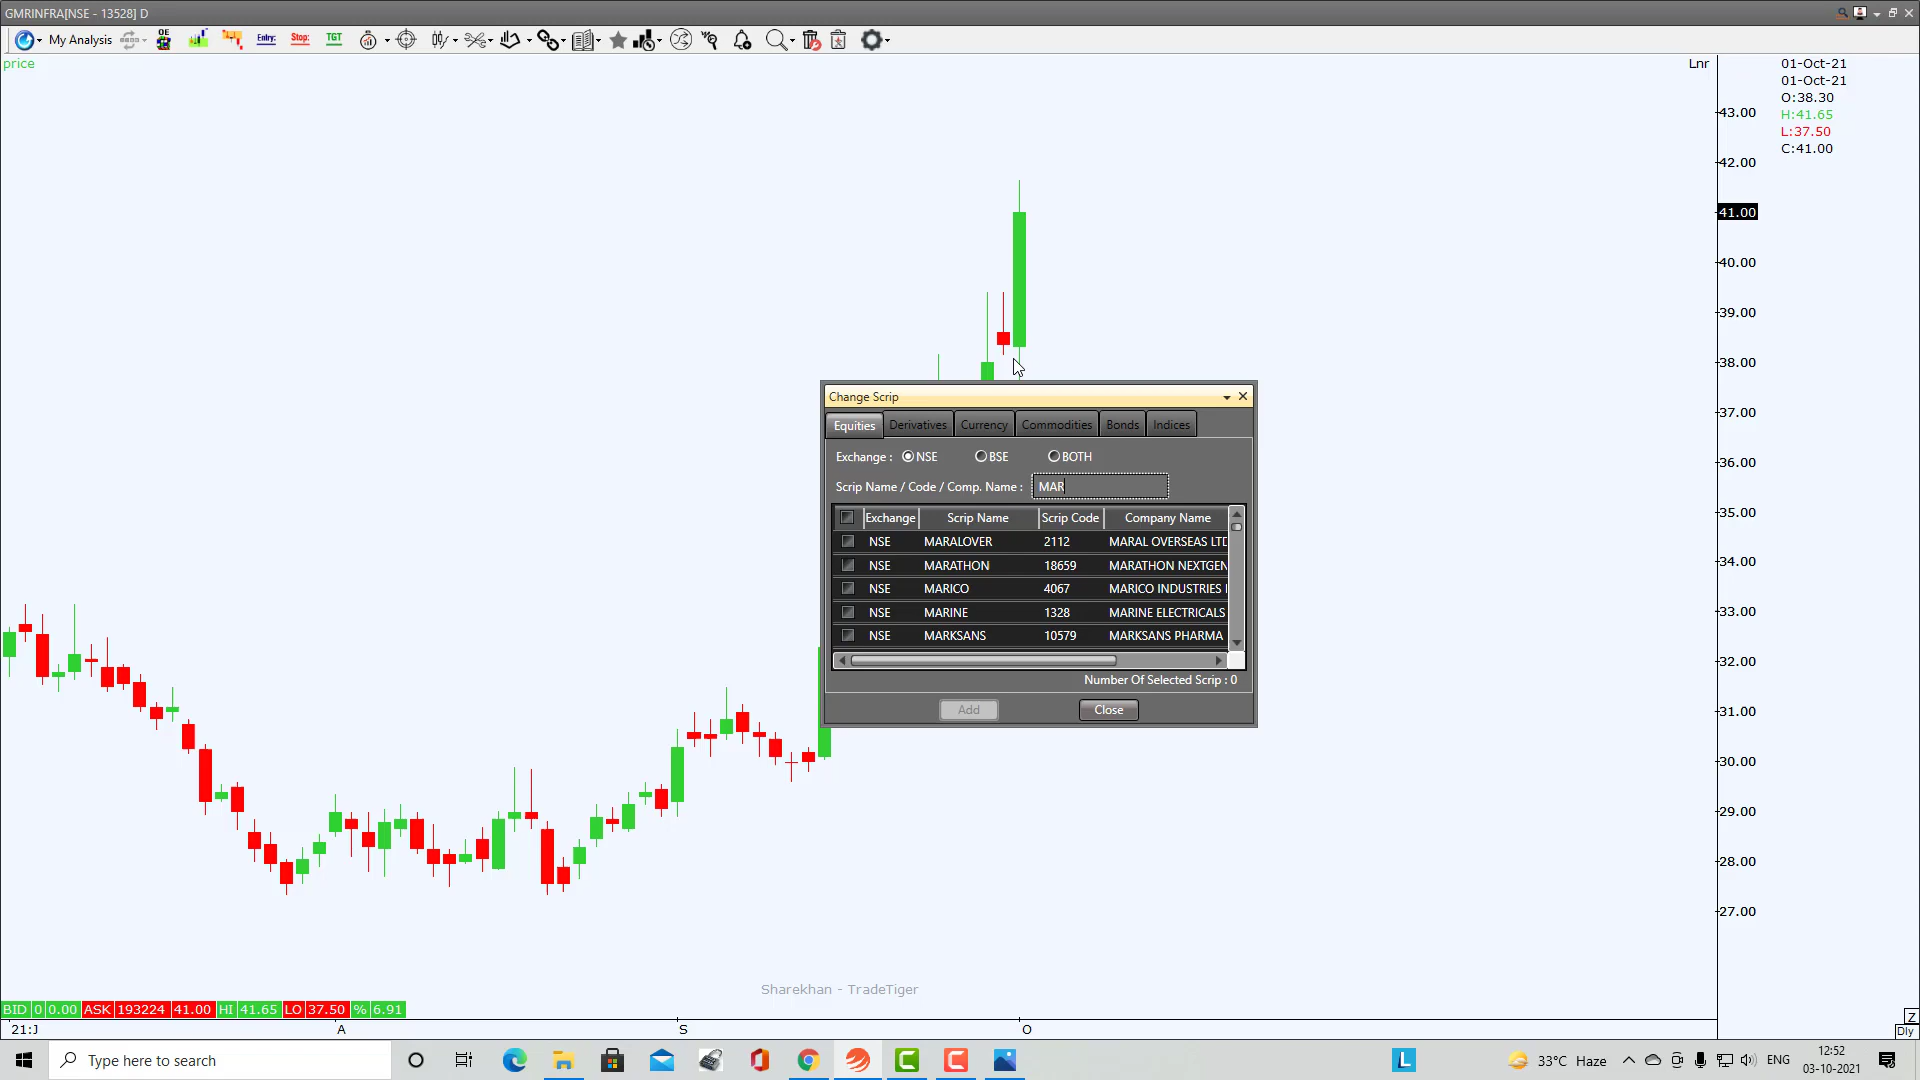 GMRINFRA[NSE - 13528] D
My Analysis
OE
Entry:
Stop:
TGT
price
Lnr
01-Oct-21
01-Oct-21
O:38.30
H:41.65
L:37.50
C:41.00
43.00
42.00
41.00
40.00
39.00
38.00
37.00
36.00
35.00
34.00
33.00
32.00
31.00
30.00
29.00
28.00
27.00
Change Scrip
Equities Derivatives Currency Commodities Bonds Indices
Exchange : NSE BSE BOTH
Scrip Name / Code / Comp. Name : MAR
Exchange Scrip Name Scrip Code Company Name
NSE MARALOVER 2112 MARAL OVERSEAS LTD
NSE MARATHON 18659 MARATHON NEXTGEN
NSE MARICO 4067 MARICO INDUSTRIES
NSE MARINE 1328 MARINE ELECTRICALS
NSE MARKSANS 10579 MARKSANS PHARMA
Number Of Selected Scrip : 0
Add Close
Sharekhan - TradeTiger
BID 0 0.00 ASK 193224 41.00 HI 41.65 LO 37.50 % 6.91
21:J A S O
Z
Dly
Type here to search
L
33°C Haze
ENG
12:52
03-10-2021